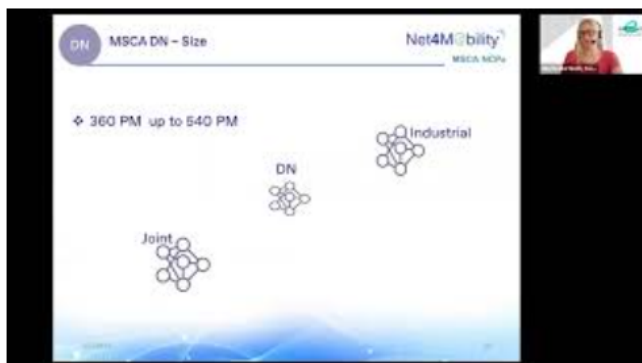 DN
MSCA DN – Size
Net4Mobility+
MSCA NCPs
❖ 360 PM up to 540 PM
Industrial
DN
Joint